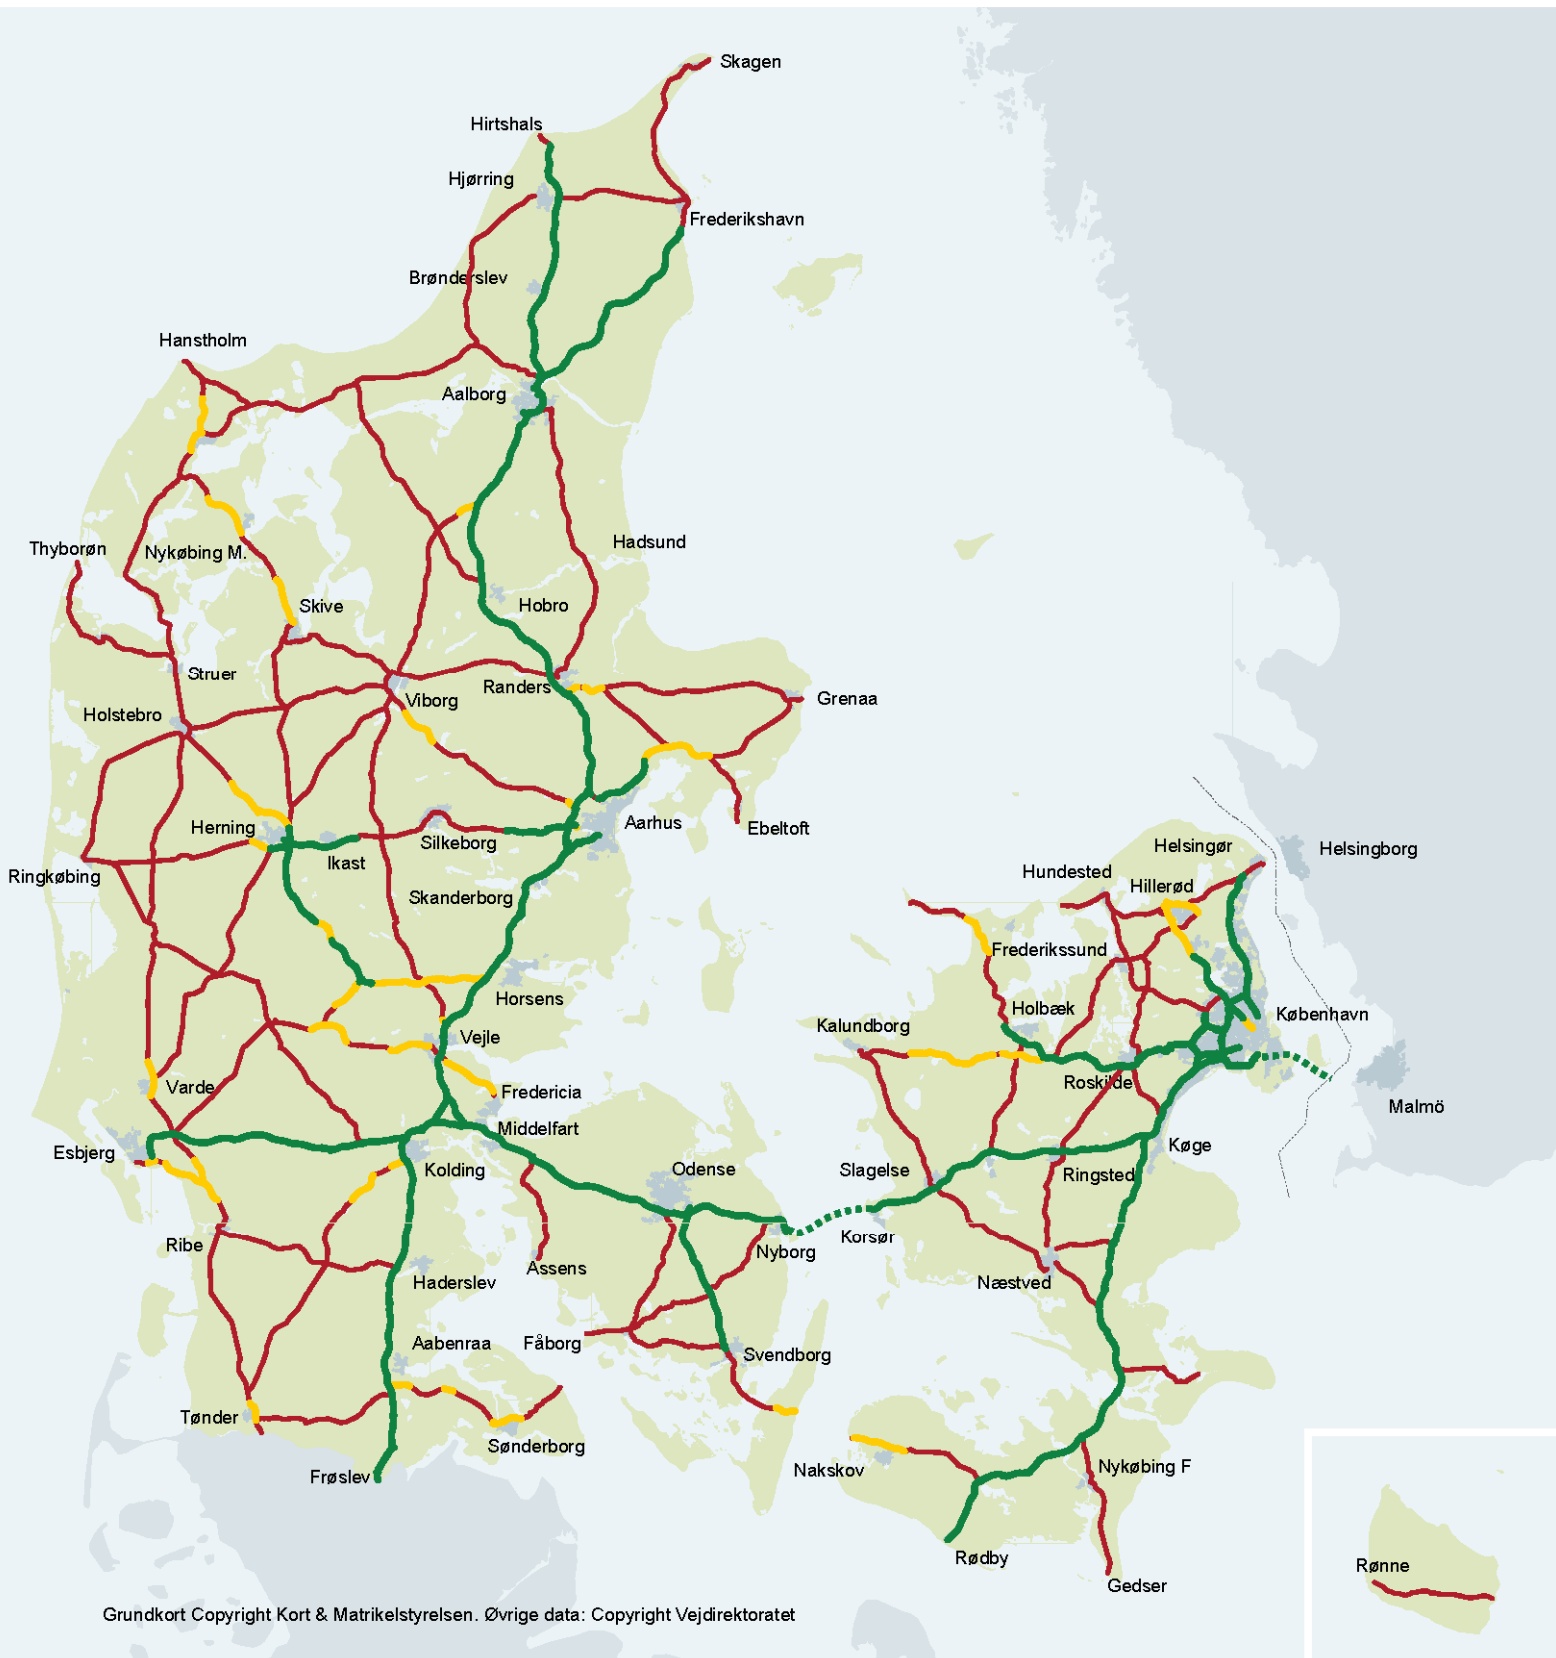 Skagen
Hirtshals
Hjørring
Frederikshavn
Brønderslev
Hanstholm
Aalborg
Hadsund
Thyborøn
Nykøbing M.
Hobro
Skive
Struer
Randers
Viborg
Grenaa
Holstebro
Aarhus
Herning
Ebeltoft
Silkeborg
Ikast
Helsingør
Helsingborg
Hundested
Ringkøbing
Hillerød
Skanderborg
Frederikssund
Horsens
Holbæk
København
Kalundborg
Vejle
Roskilde
Varde
Fredericia
Malmö
Middelfart
Køge
Esbjerg
Kolding
Odense
Slagelse
Ringsted
Korsør
Ribe
Nyborg
Assens
Haderslev
Næstved
Aabenraa
Fåborg
Svendborg
Tønder
Sønderborg
Nakskov
Nykøbing F
Frøslev
Rødby
Rønne
Gedser
Grundkort Copyright Kort & Matrikelstyrelsen. Øvrige data: Copyright Vejdirektoratet